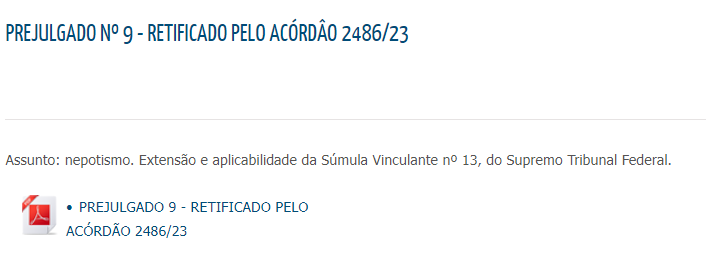 PREJULGADO Nº 9 - RETIFICADO PELO ACÓRDÂO 2486/23
Assunto: nepotismo. Extensão e aplicabilidade da Súmula Vinculante nº 13, do Supremo Tribunal Federal.
• PREJULGADO 9 - RETIFICADO PELO
ACÓRDÃO 2486/23